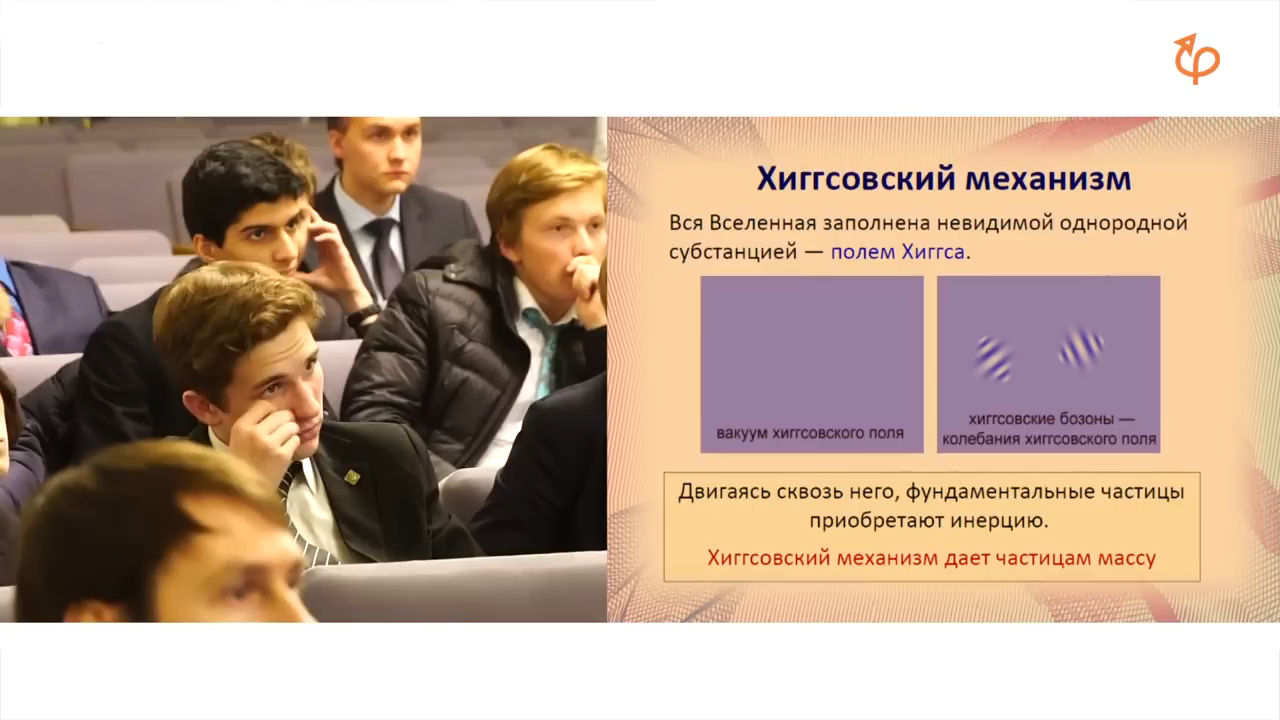 Хиггсовский механизм
Вся Вселенная заполнена невидимой однородной
субстанцией — полем Хиггса.
вакуум хиггсовского поля
хиггсовские бозоны —
колебания хиггсовского поля
Двигаясь сквозь него, фундаментальные частицы
приобретают инерцию.
Хиггсовский механизм дает частицам массу